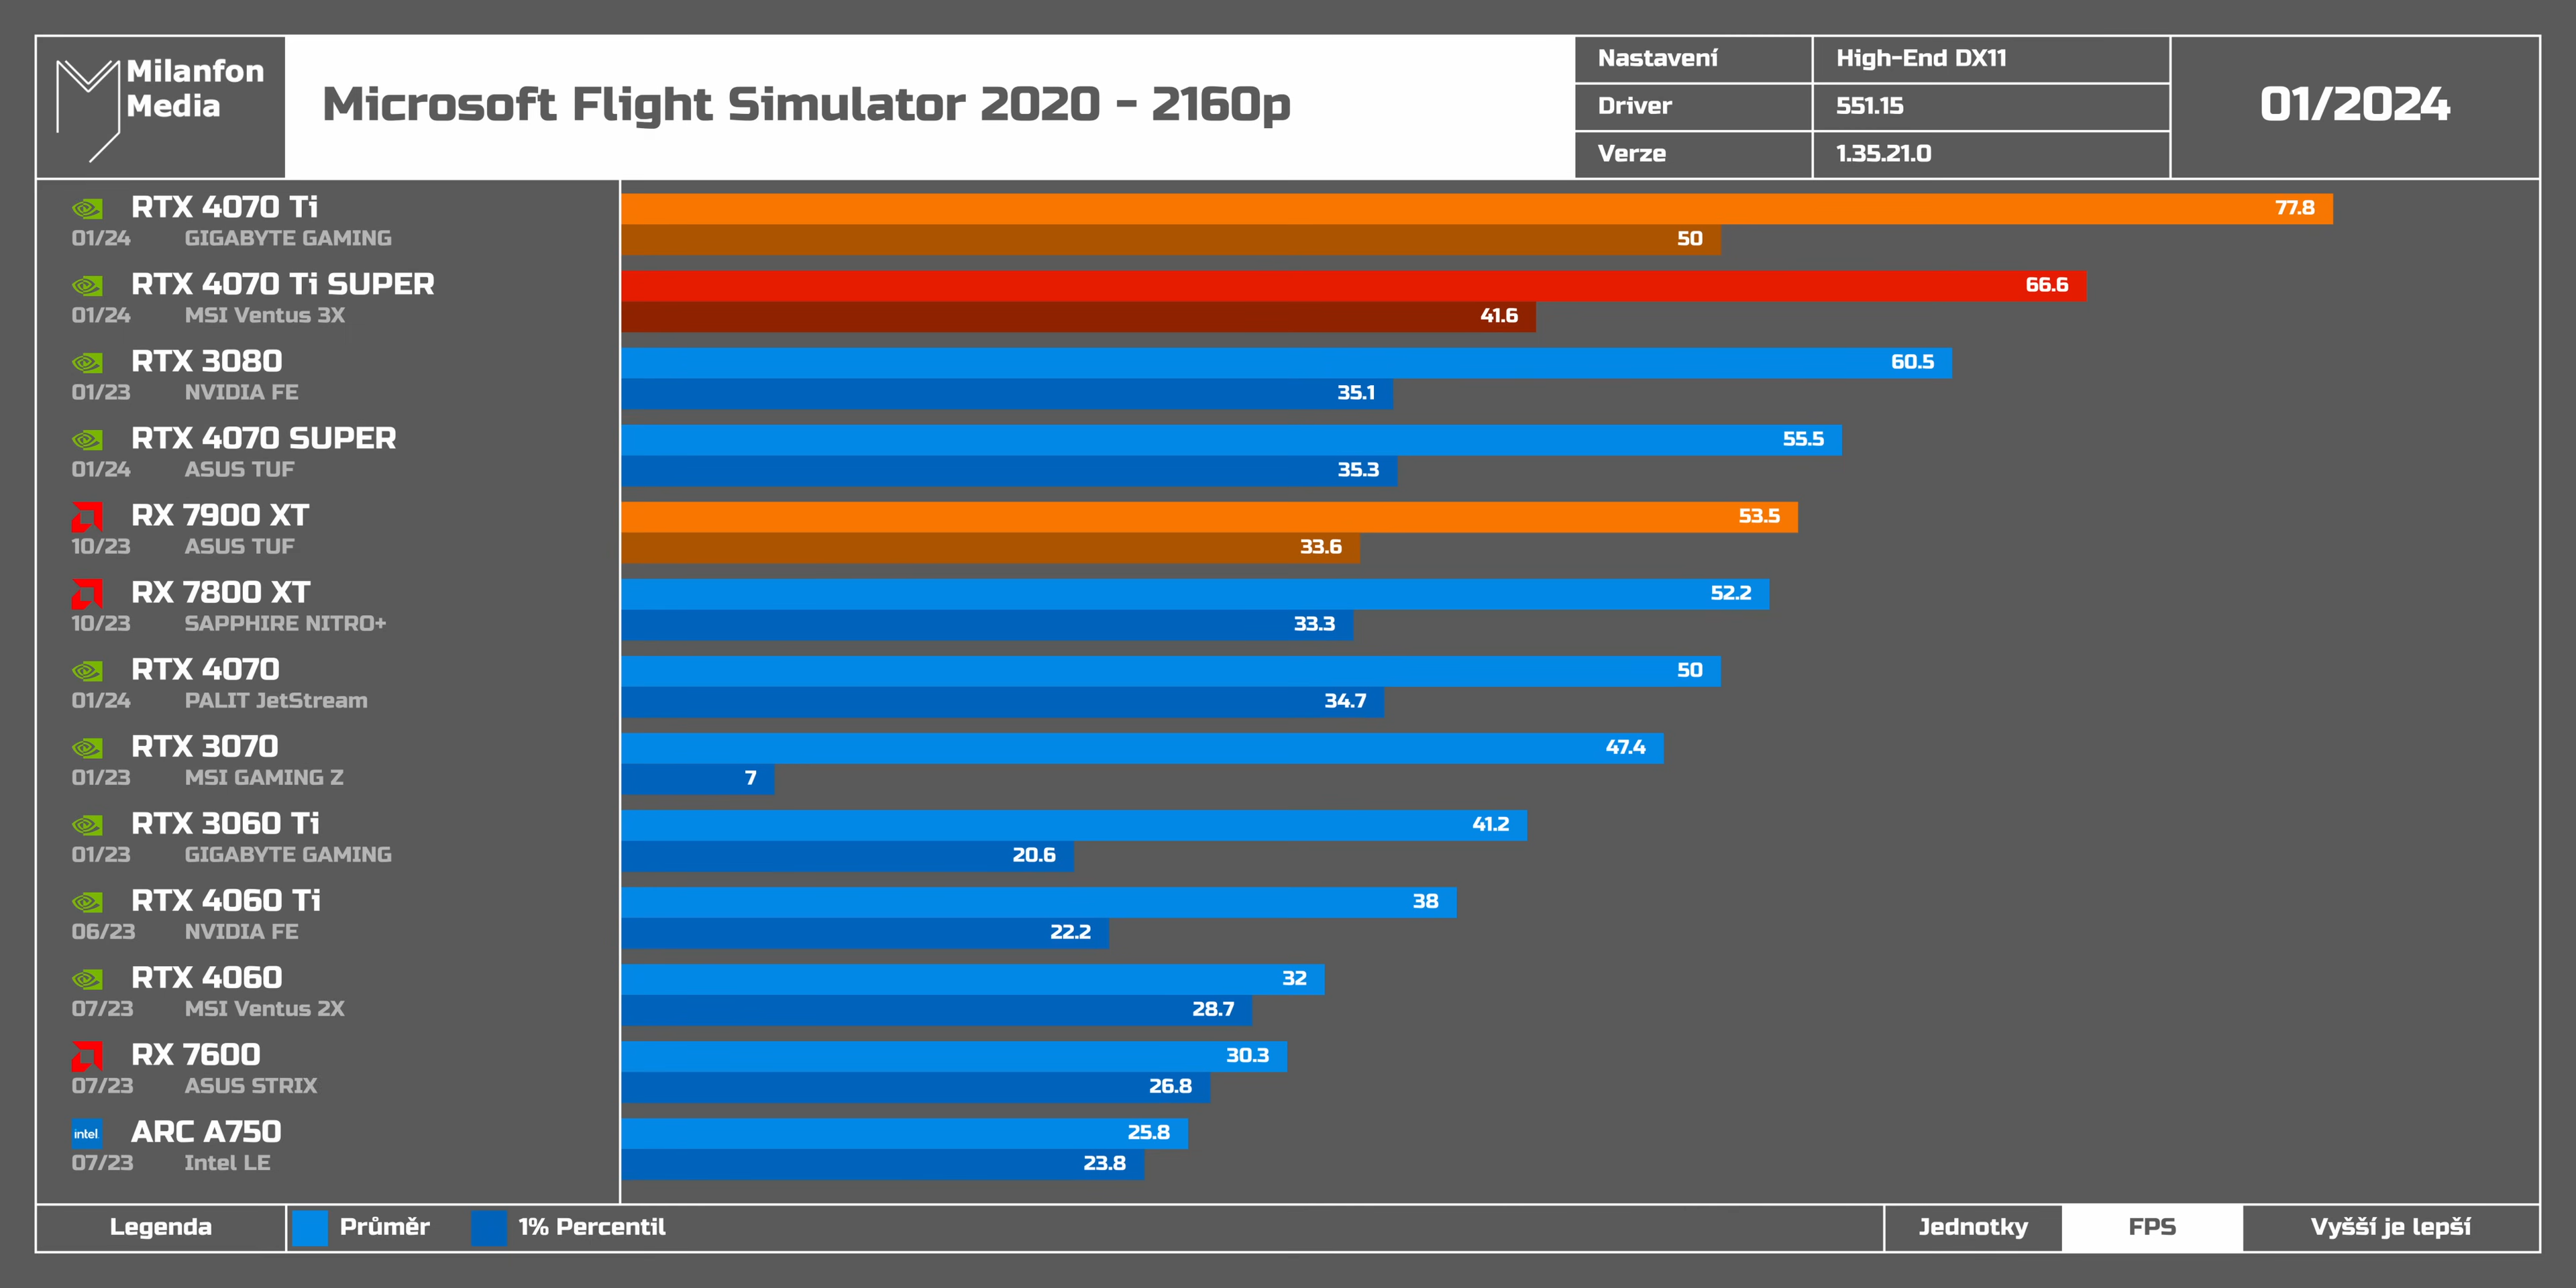 Milanfon
Media
Microsoft Flight Simulator 2020 - 2160p
Nastavení High-End DX11
Driver 551.15
Verze 1.35.21.0
01/2024
RTX 4070 Ti
77.8
01/24 GIGABYTE GAMING
50
RTX 4070 Ti SUPER
66.6
01/24 MSI Ventus 3X
41.6
RTX 3080
60.5
01/23 NVIDIA FE
35.1
RTX 4070 SUPER
55.5
01/24 ASUS TUF
35.3
RX 7900 XT
53.5
10/23 ASUS TUF
33.6
RX 7800 XT
52.2
10/23 SAPPHIRE NITRO+
33.3
RTX 4070
50
01/24 PALIT JetStream
34.7
RTX 3070
47.4
01/23 MSI GAMING Z
7
RTX 3060 Ti
41.2
01/23 GIGABYTE GAMING
20.6
RTX 4060 Ti
38
06/23 NVIDIA FE
22.2
RTX 4060
32
07/23 MSI Ventus 2X
28.7
RX 7600
30.3
07/23 ASUS STRIX
26.8
intel
ARC A750
25.8
07/23 Intel LE
23.8
Legenda Průměr 1% Percentil Jednotky FPS Vyšší je lepší